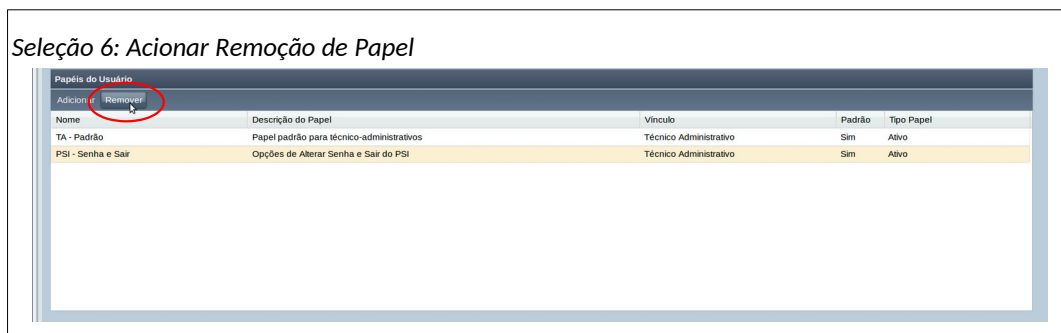 Seleção 6: Acionar Remoção de Papel
Papéis do Usuário
Adicionar Remover
Nome Descrição do Papel Vínculo Padrão Tipo Papel
TA - Padrão Papel padrão para técnico-administrativos Técnico Administrativo Sim Ativo
PSI - Senha e Sair Opções de Alterar Senha e Sair do PSI Técnico Administrativo Sim Ativo